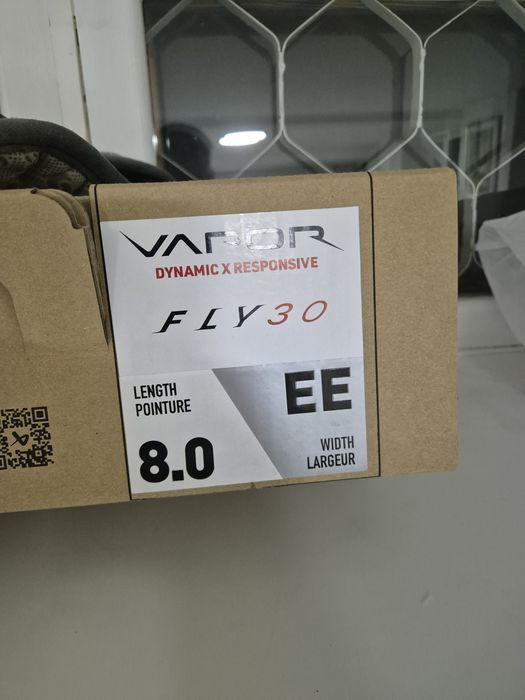 VAPOR
DYNAMIC X RESPONSIVE
FLY30
LENGTH
POINTURE
8.0
EE
WIDTH
LARGEUR